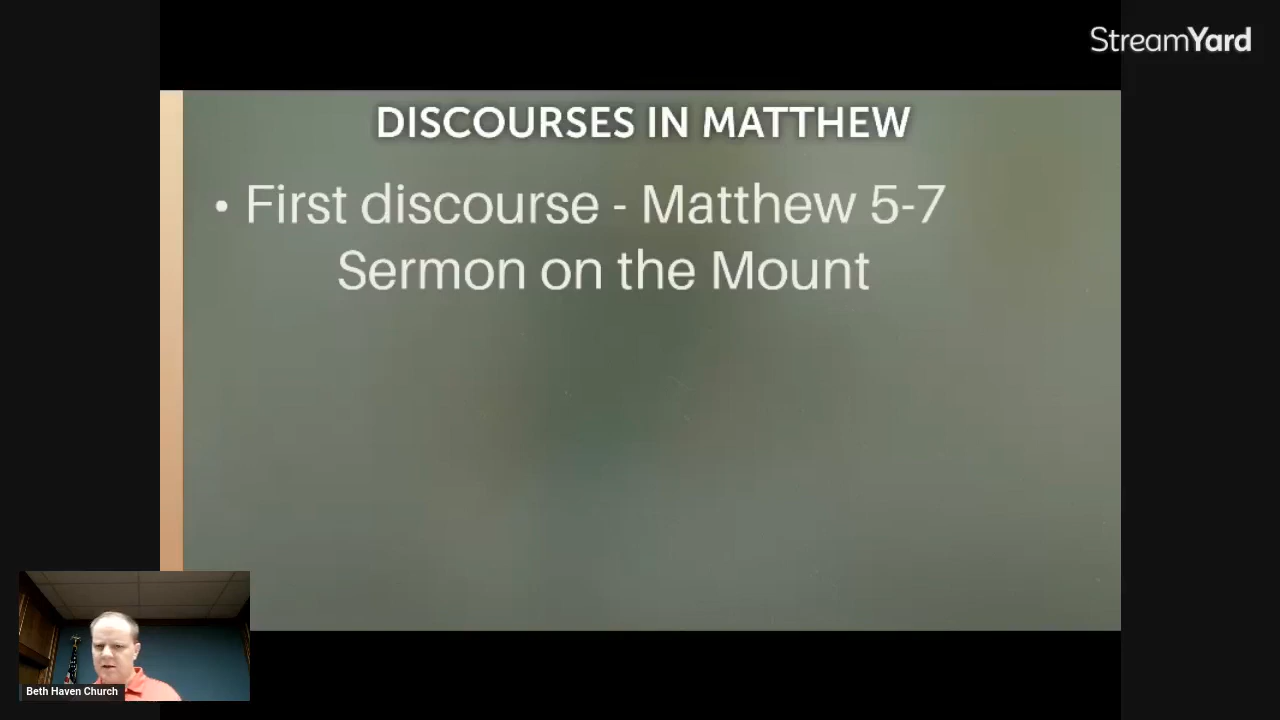 StreamYard
DISCOURSES IN MATTHEW
• First discourse - Matthew 5-7
Sermon on the Mount
Beth Haven Church